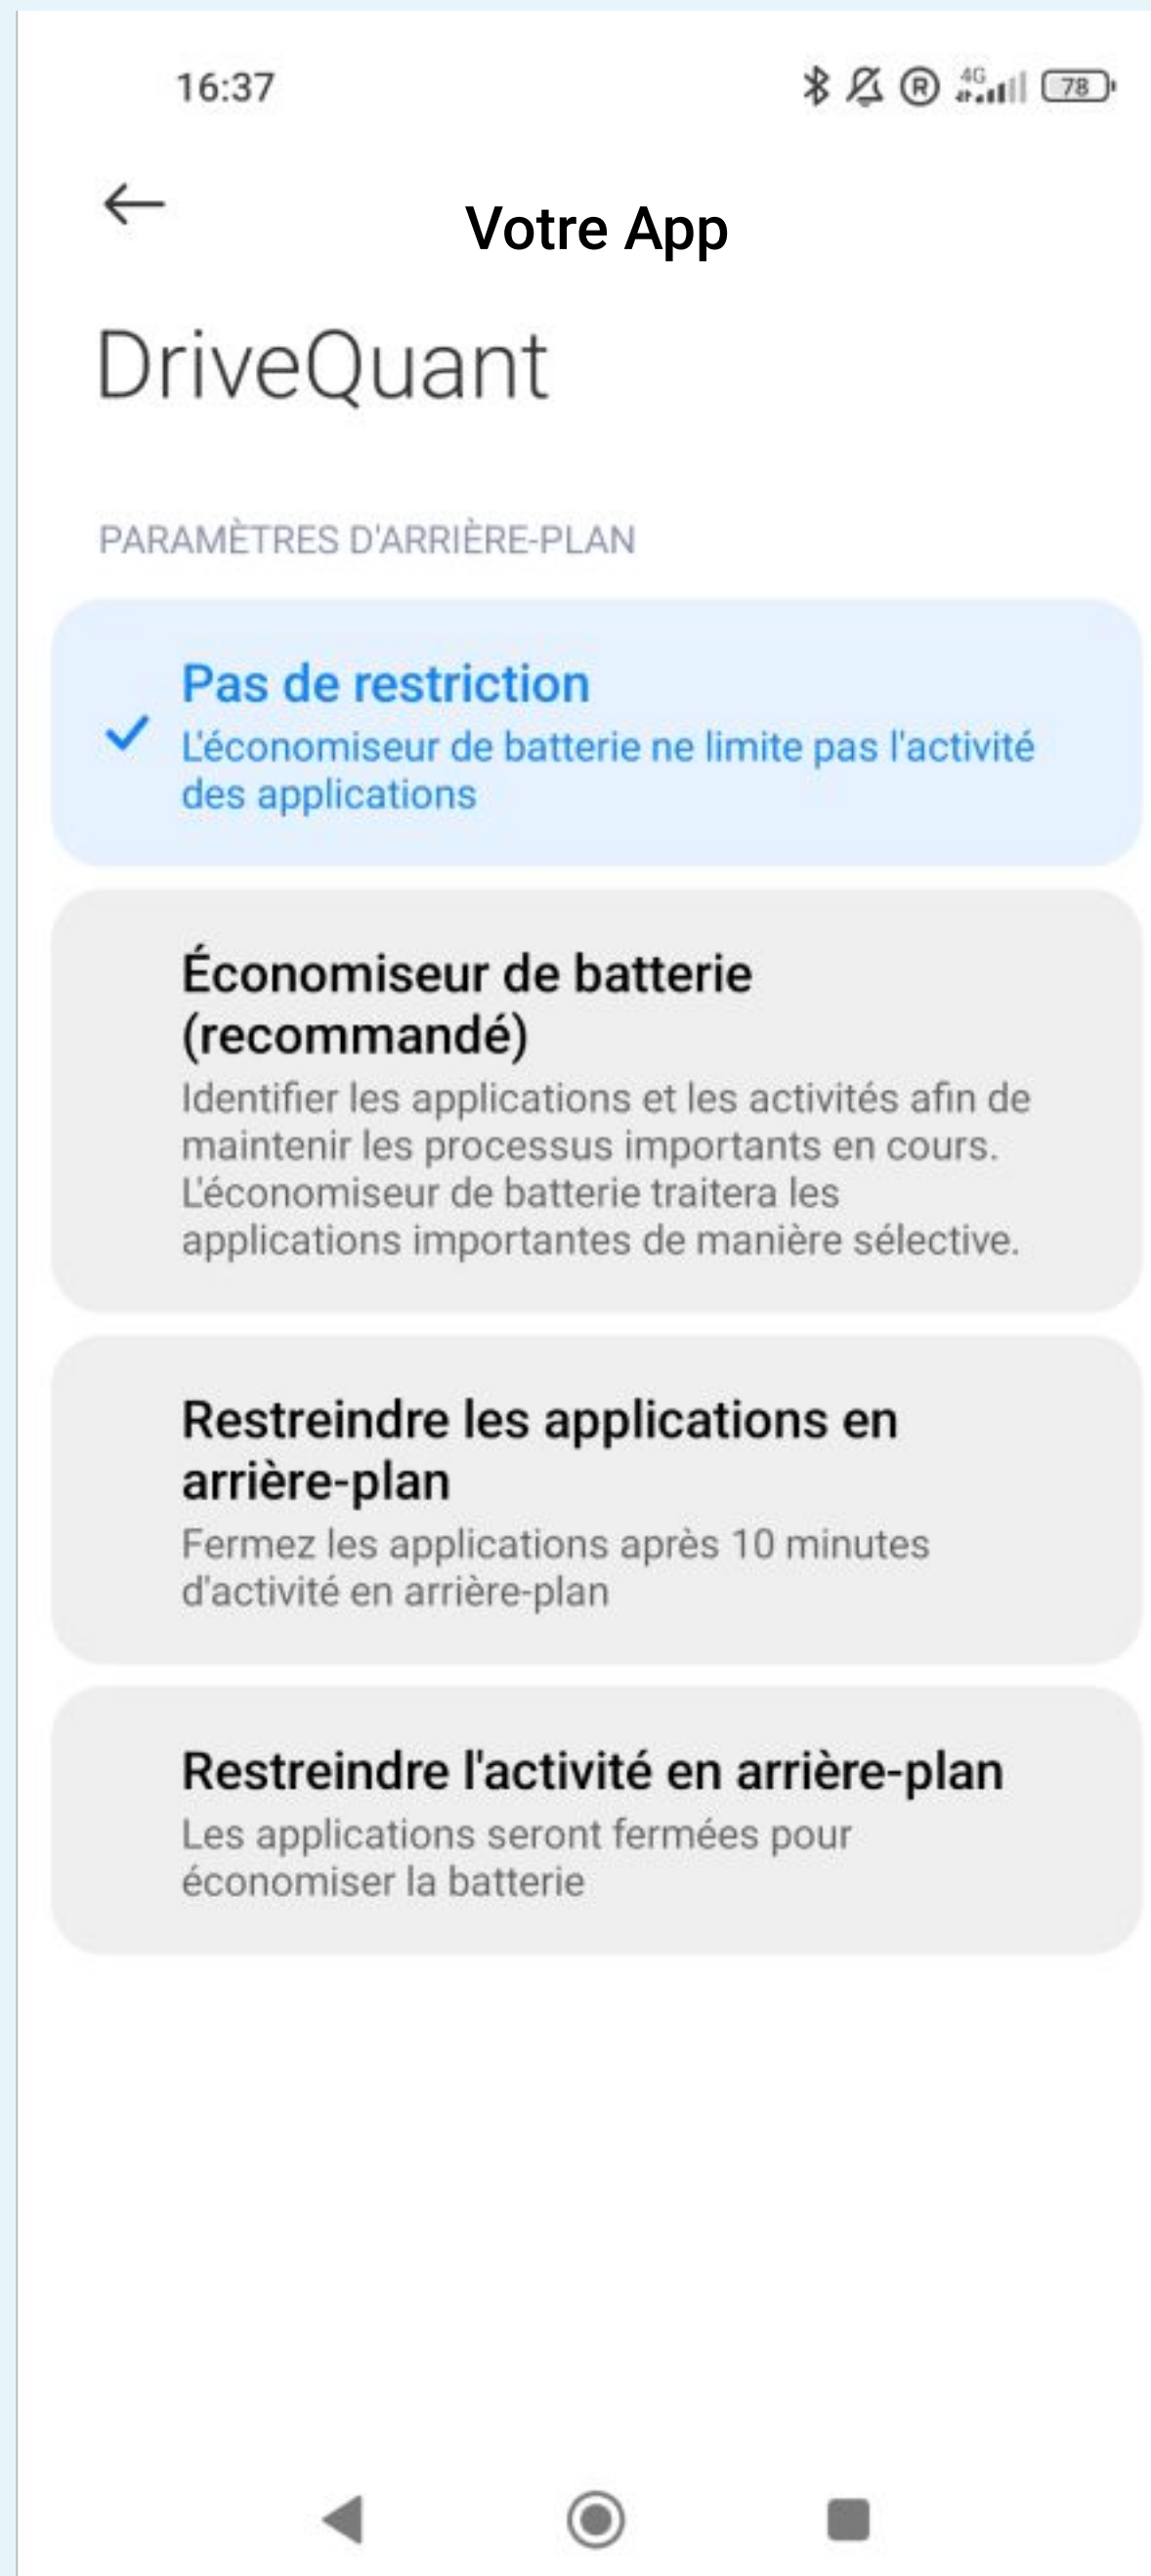 16:37
4G
78
Votre App
DriveQuant
PARAMÈTRES D'ARRIÈRE-PLAN
Pas de restriction
L'économiseur de batterie ne limite pas l'activité
des applications
Économiseur de batterie
(recommandé)
Identifier les applications et les activités afin de
maintenir les processus importants en cours.
L'économiseur de batterie traitera les
applications importantes de manière sélective.
Restreindre les applications en
arrière-plan
Fermez les applications après 10 minutes
d'activité en arrière-plan
Restreindre l'activité en arrière-plan
Les applications seront fermées pour
économiser la batterie